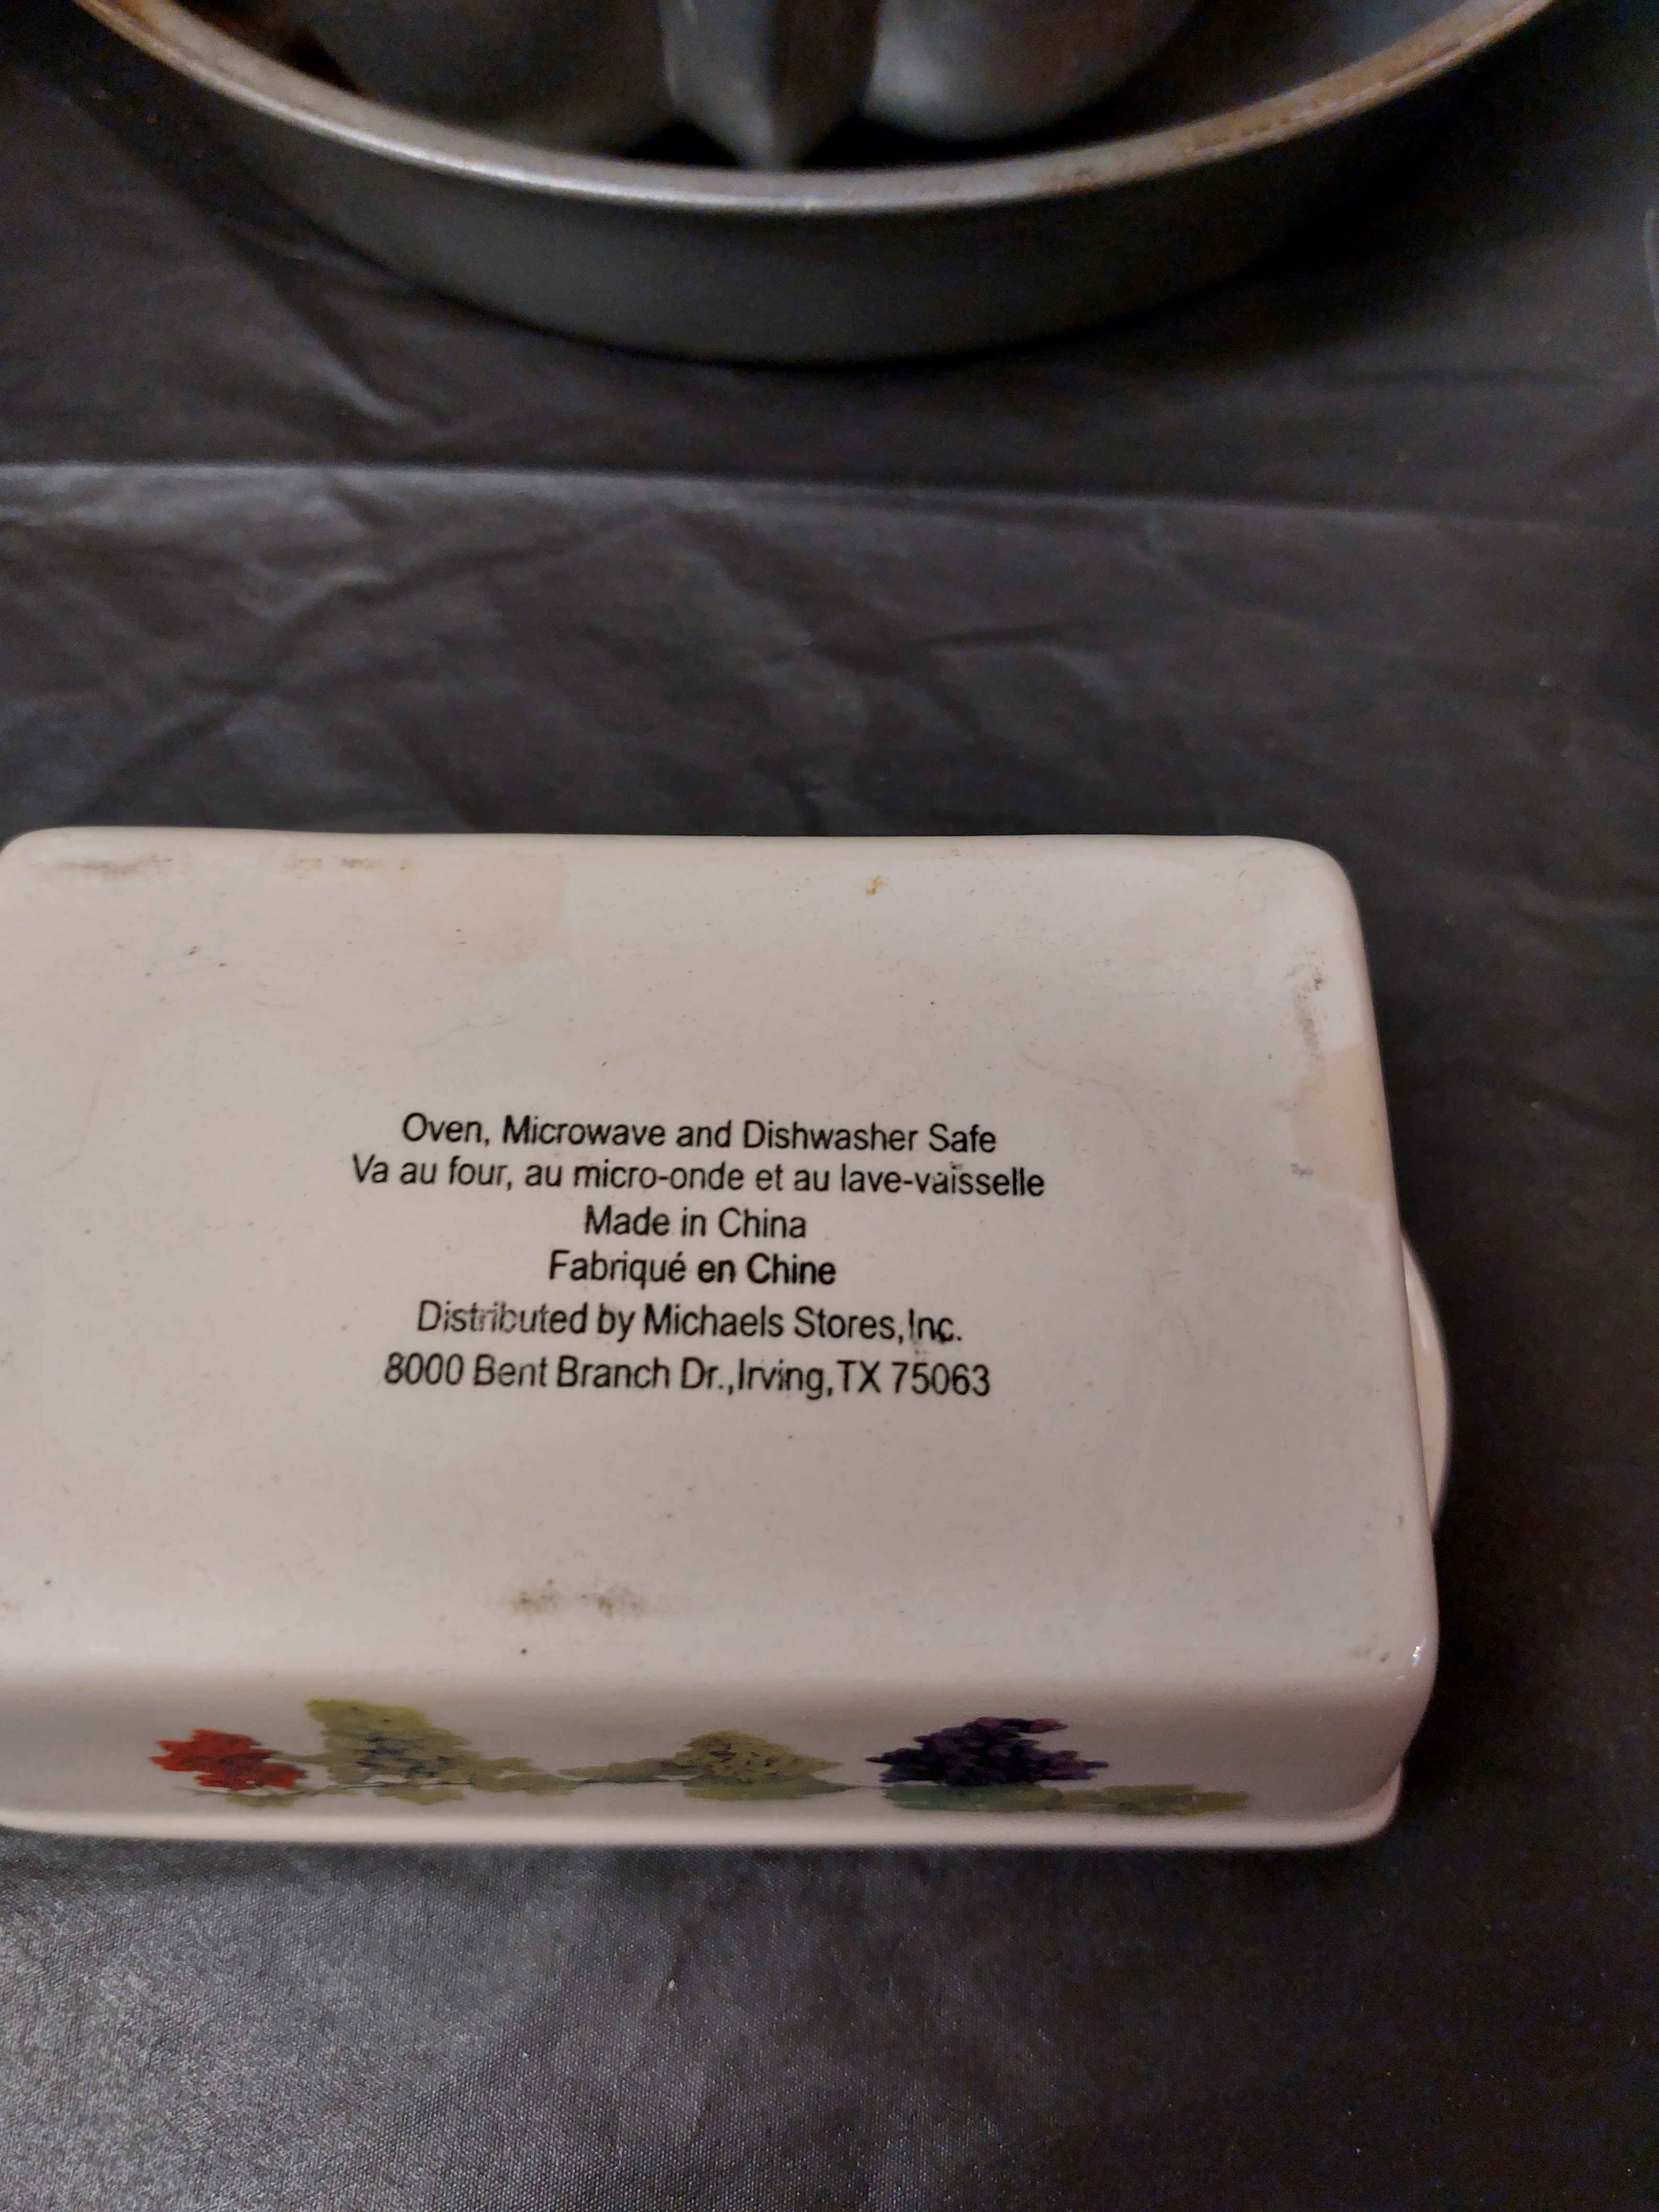 Oven, Microwave and Dishwasher Safe
Va au four, au micro-onde et au lave-vaisselle
Made in China
Fabriqué en Chine
Distributed by Michaels Stores,Inc.
8000 Bent Branch Dr.,Irving,TX 75063